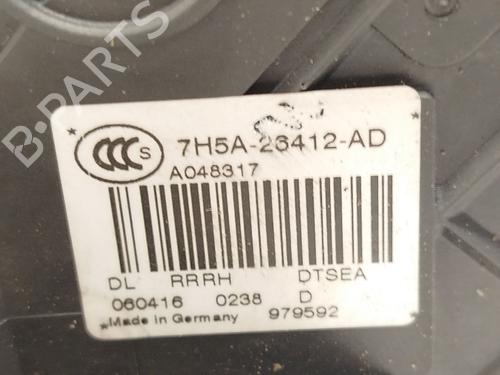 B-PARTS
CCC S 7H5A-26412-AD
A048317
DL RRRH DTSEA
060416 0238 D
Made in Germany 979592